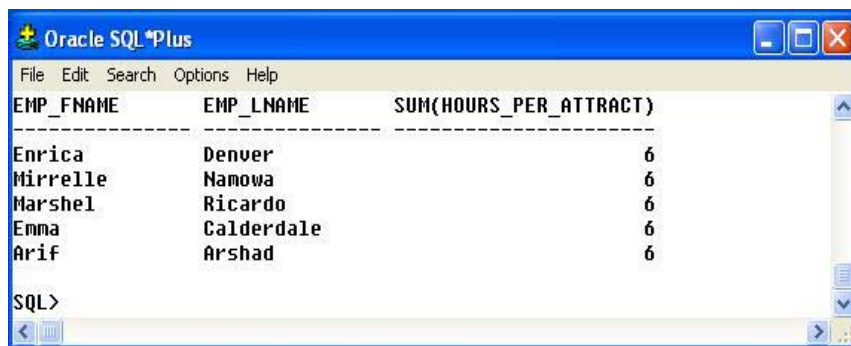 Oracle SQL*Plus
File Edit Search Options Help
EMP_FNAME EMP_LNAME SUM(HOURS_PER_ATTRACT)
--------------- --------------- ----------------------
Enrica Denver 6
Mirrelle Namowa 6
Marshel Ricardo 6
Emma Calderdale 6
Arif Arshad 6
SQL>